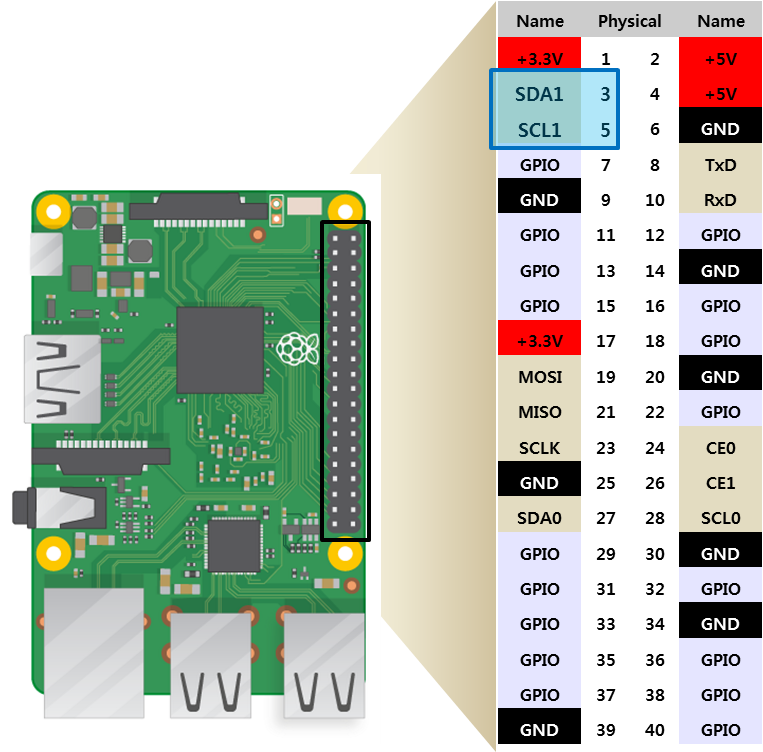 Name Physical Name
+3.3V 1 2 +5V
SDA1 3 4 +5V
SCL1 5 6 GND
GPIO 7 8 TxD
GND 9 10 RxD
GPIO 11 12 GPIO
GPIO 13 14 GND
GPIO 15 16 GPIO
+3.3V 17 18 GPIO
MOSI 19 20 GND
MISO 21 22 GPIO
SCLK 23 24 CE0
GND 25 26 CE1
SDA0 27 28 SCL0
GPIO 29 30 GND
GPIO 31 32 GPIO
GPIO 33 34 GND
GPIO 35 36 GPIO
GPIO 37 38 GPIO
GND 39 40 GPIO